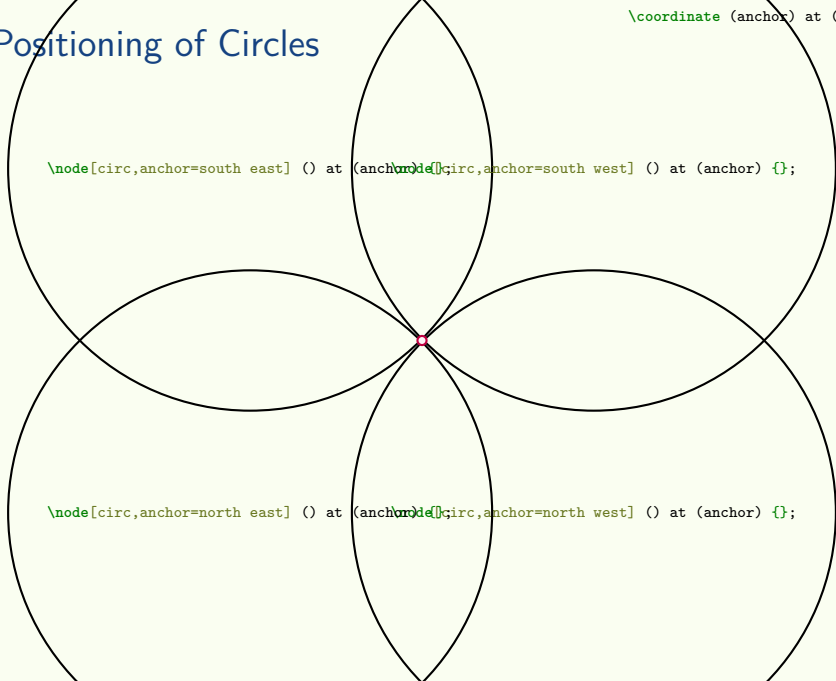 \coordinate (anchor) at (
Positioning of Circles
\node[circ,anchor=south east] () at (anchor) {};
\node[circ,anchor=south west] () at (anchor) {};
\node[circ,anchor=north east] () at (anchor) {};
\node[circ,anchor=north west] () at (anchor) {};